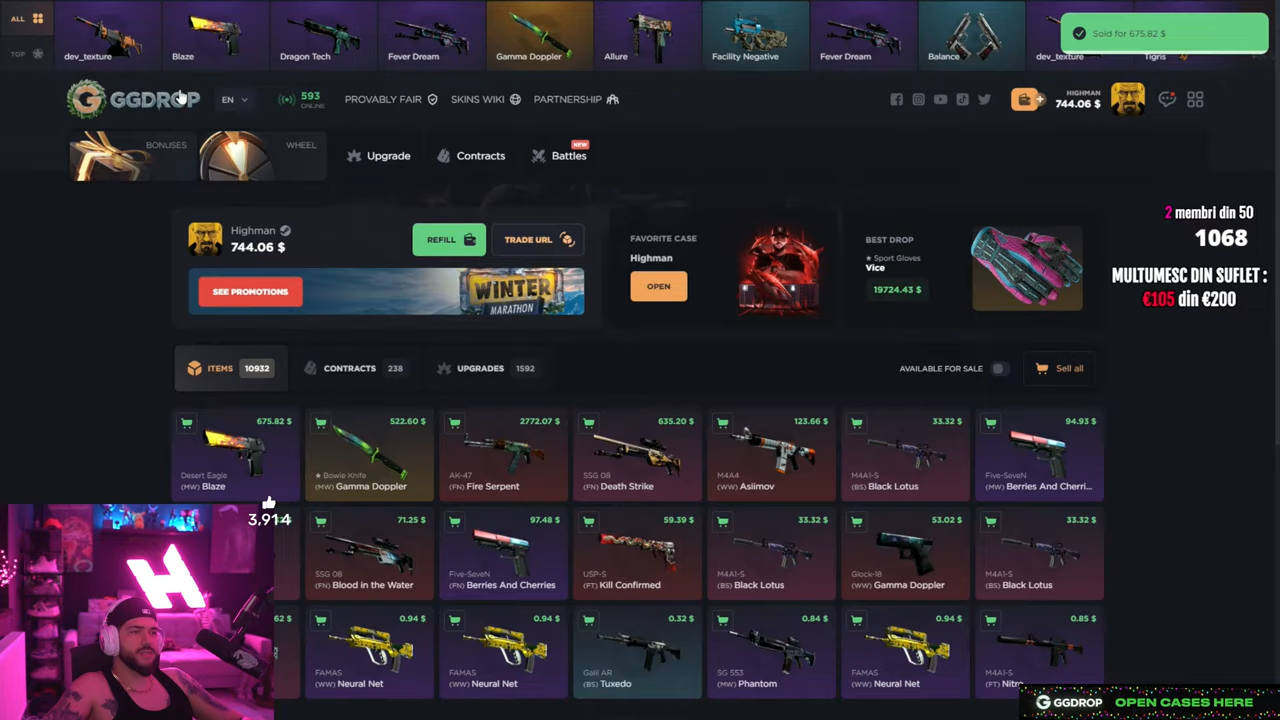 ALL
TOP
dev_texture
Blaze
Dragon Tech
Fever Dream
Gamma Doppler
Allure
Facility Negative
Fever Dream
Balance
dev_texture
Tigris
Sold for 675.82 $
GGDROP
EN
593
ONLINE
PROVABLY FAIR
SKINS WIKI
PARTNERSHIP
HIGHMAN
744.06 $
BONUSES
WHEEL
Upgrade
Contracts
NEW
Battles
Highman
744.06 $
REFILL
TRADE URL
SEE PROMOTIONS
WINTER
MARATHON
FAVORITE CASE
Highman
OPEN
BEST DROP
★ Sport Gloves
Vice
19724.43 $
2 membri din 50
1068
MULTUMESC DIN SUFLET :
€105 din €200
ITEMS 10932
CONTRACTS 238
UPGRADES 1592
AVAILABLE FOR SALE
Sell all
675.82 $
Desert Eagle
(MW) Blaze
522.60 $
★ Bowie Knife
(MW) Gamma Doppler
2772.07 $
AK-47
(FN) Fire Serpent
635.20 $
SSG 08
(FN) Death Strike
123.66 $
M4A4
(WW) Asiimov
33.32 $
M4A1-S
(BS) Black Lotus
94.93 $
Five-SeveN
(MW) Berries And Cherri...
3,914
71.25 $
SSG 08
(FN) Blood in the Water
97.48 $
Five-SeveN
(FN) Berries And Cherries
59.39 $
USP-S
(FT) Kill Confirmed
33.32 $
M4A1-S
(BS) Black Lotus
53.02 $
Glock-18
(WW) Gamma Doppler
33.32 $
M4A1-S
(BS) Black Lotus
62 $
0.94 $
FAMAS
(WW) Neural Net
0.94 $
FAMAS
(WW) Neural Net
0.32 $
Galil AR
(BS) Tuxedo
0.84 $
SG 553
(MW) Phantom
0.94 $
FAMAS
(WW) Neural Net
0.85 $
M4A1-S
(FT) Nitro
H
GGDROP OPEN CASES HERE